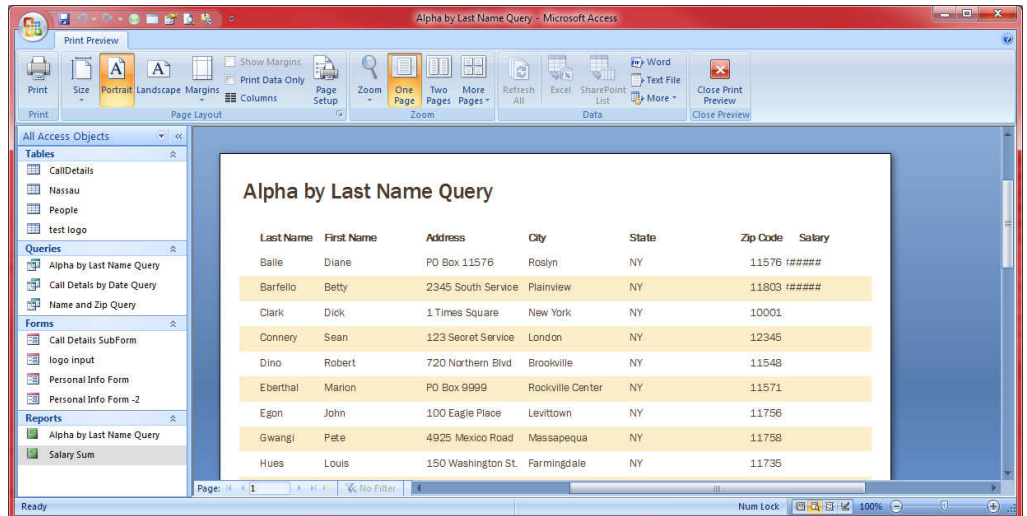 Alpha by Last Name Query - Microsoft Access
Print Preview
Print
Size
Portrait
Landscape
Margins
Show Margins
Print Data Only
Columns
Page Setup
Zoom
One Page
Two Pages
More Pages
Refresh All
Excel
SharePoint List
Word
Text File
More
Close Print Preview
Print
Page Layout
Zoom
Data
Close Preview
All Access Objects
Tables
CallDetails
Nassau
People
test logo
Queries
Alpha by Last Name Query
Call Detals by Date Query
Name and Zip Query
Forms
Call Details SubForm
logo input
Personal Info Form
Personal Info Form -2
Reports
Alpha by Last Name Query
Salary Sum
Alpha by Last Name Query
Last Name First Name Address City State Zip Code Salary
Balle Diane PO Box 11576 Roslyn NY 11576 #####
Barfello Betty 2345 South Service Plainview NY 11803 #####
Clark Dick 1 Times Square New York NY 10001
Connery Sean 123 Secret Service London NY 12345
Dino Robert 720 Northern Blvd Brookville NY 11548
Eberthal Marion PO Box 9999 Rockville Center NY 11571
Egon John 100 Eagle Place Levittown NY 11756
Gwangi Pete 4925 Mexico Road Massapequa NY 11758
Hues Louis 150 Washington St. Farmingdale NY 11735
Page: 1 No Filter
Ready Num Lock 100%